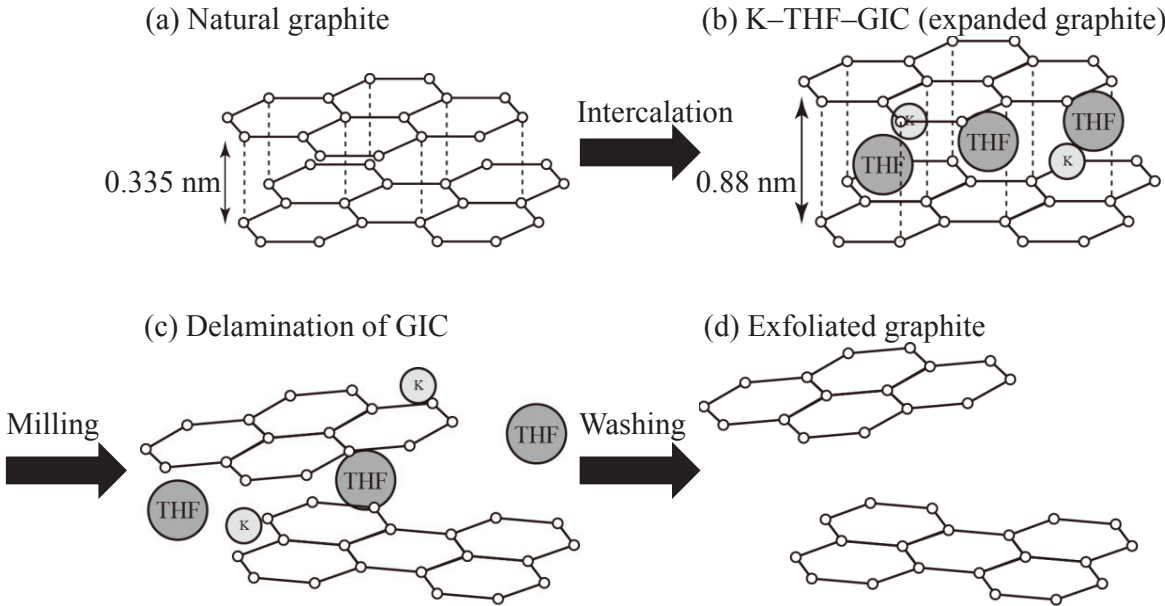 (a) Natural graphite
(b) K–THF–GIC (expanded graphite)
0.335 nm
Intercalation
0.88 nm
K
THF
THF
THF
K
(c) Delamination of GIC
(d) Exfoliated graphite
Milling
K
THF
THF
THF
K
Washing